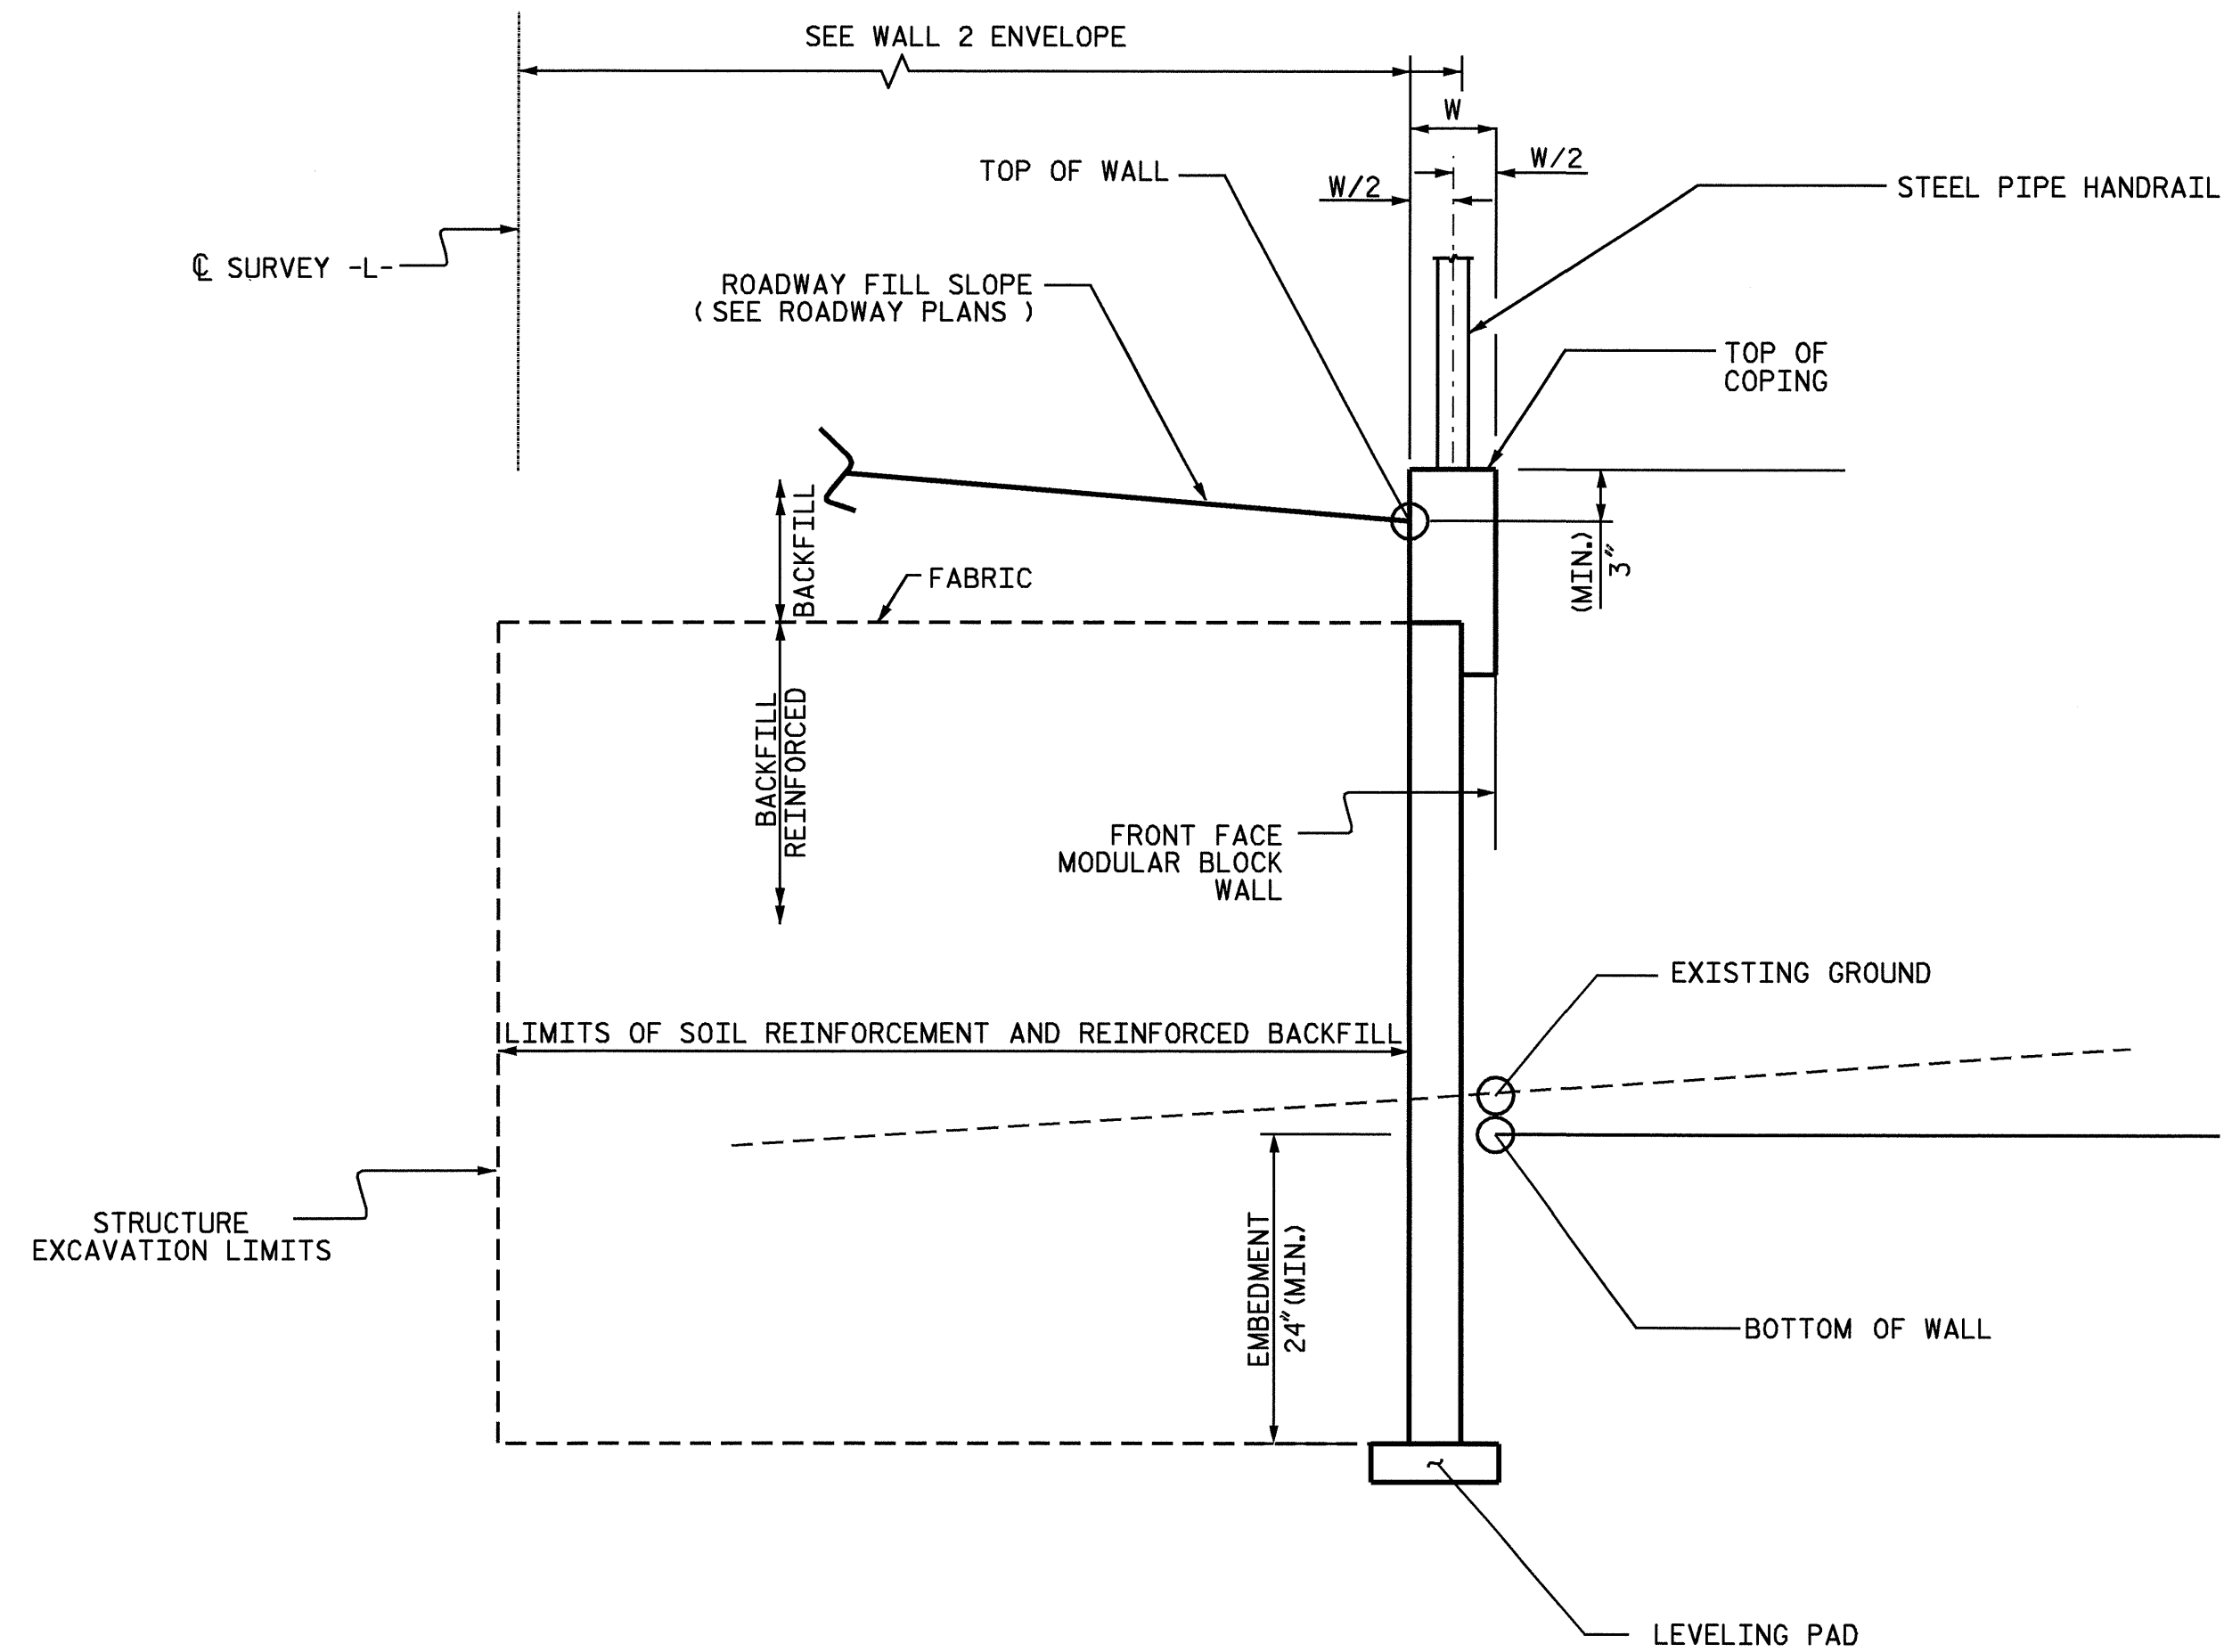 SEE WALL 2 ENVELOPE
W
W/2
TOP OF WALL
W/2
STEEL PIPE HANDRAIL
℄ SURVEY -L-
ROADWAY FILL SLOPE
( SEE ROADWAY PLANS )
TOP OF
COPING
BACKFILL
(MIN.)
3"
FABRIC
BACKFILL
REINFORCED
FRONT FACE
MODULAR BLOCK
WALL
EXISTING GROUND
LIMITS OF SOIL REINFORCEMENT AND REINFORCED BACKFILL
STRUCTURE
EXCAVATION LIMITS
EMBEDMENT
24"(MIN.)
BOTTOM OF WALL
LEVELING PAD